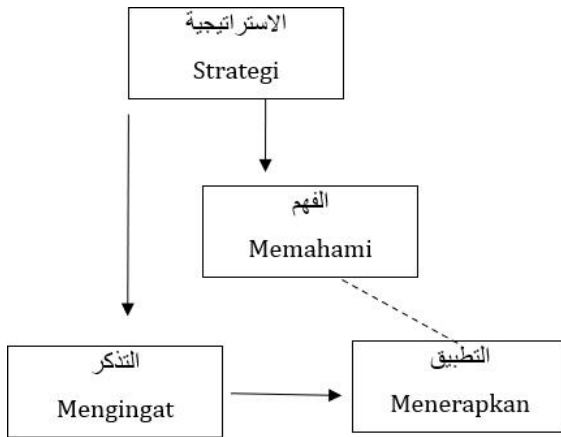 الاستراتيجية
Strategi
الفهم
Memahami
التذكر
Mengingat
التطبيق
Menerapkan